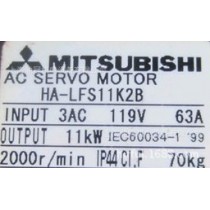 MITSUBISHI
AC SERVO MOTOR
HA-LFS11K2B
INPUT 3AC 119V 63A
OUTPUT 11kW IEC60034-1 '99
2000r/min IP44 Cl.F 70kg